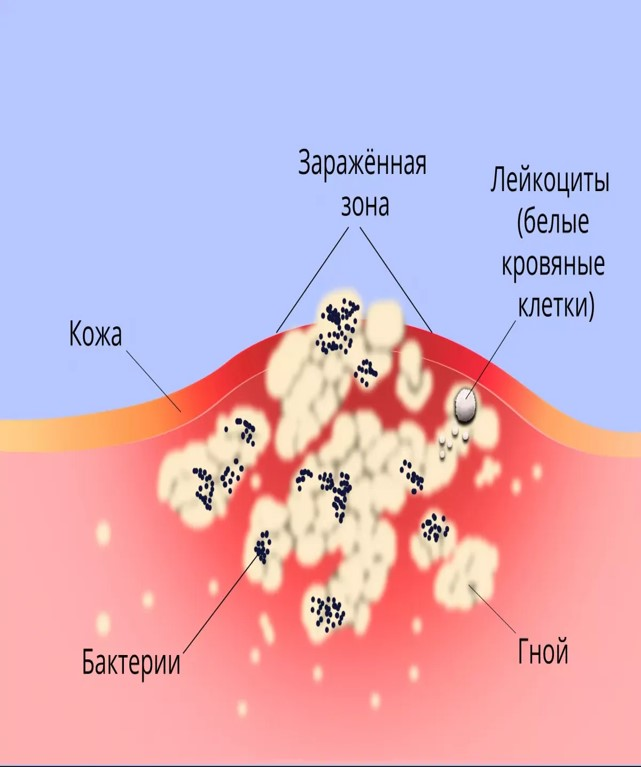 Заражённая
зона
Лейкоциты
(белые
кровяные
клетки)
Кожа
Бактерии
Гной